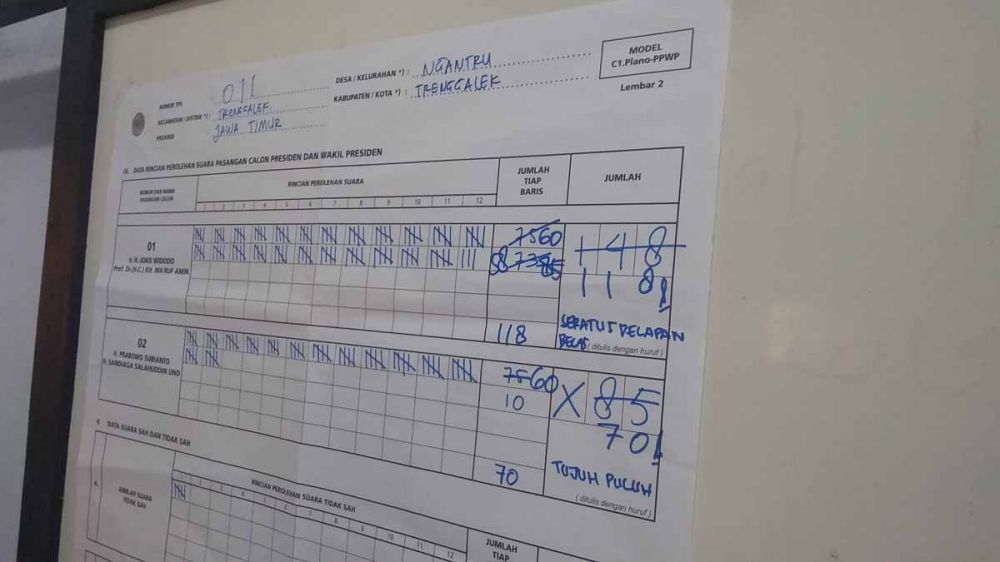 NOMOR TPS : 011
DESA / KELURAHAN *) : NGANTRU
MODEL
C1.Plano-PPWP
KECAMATAN / DISTRIK *) : TRENGGALEK
KABUPATEN / KOTA *) : TRENGGALEK
Lembar 2
PROVINSI JAWA TIMUR
DATA RINCIAN PEROLEHAN SUARA PASANGAN CALON PRESIDEN DAN WAKIL PRESIDEN
NOMOR DAN NAMA
PASANGAN CALON
RINCIAN PEROLEHAN SUARA
1 2 3 4 5 6 7 8 9 10 11 12
JUMLAH
TIAP
BARIS
JUMLAH
01
Ir. H. JOKO WIDODO
Prof. Dr.(H.C.) KH. MA'RUF AMIN
7560
58
148
118
118
SERATUS DELAPAN
BELAS
( ditulis dengan huruf )
02
H. PRABOWO SUBIANTO
H. SANDIAGA SALAHUDDIN UNO
7560
10
X 85
70
70
TUJUH PULUH
( ditulis dengan huruf )
V. DATA SUARA SAH DAN TIDAK SAH
A.
JUMLAH SUARA
TIDAK SAH
RINCIAN PEROLEHAN SUARA TIDAK SAH
1 2 3 4 5 6 7 8 9 10 11 12
JUMLAH
TIAP